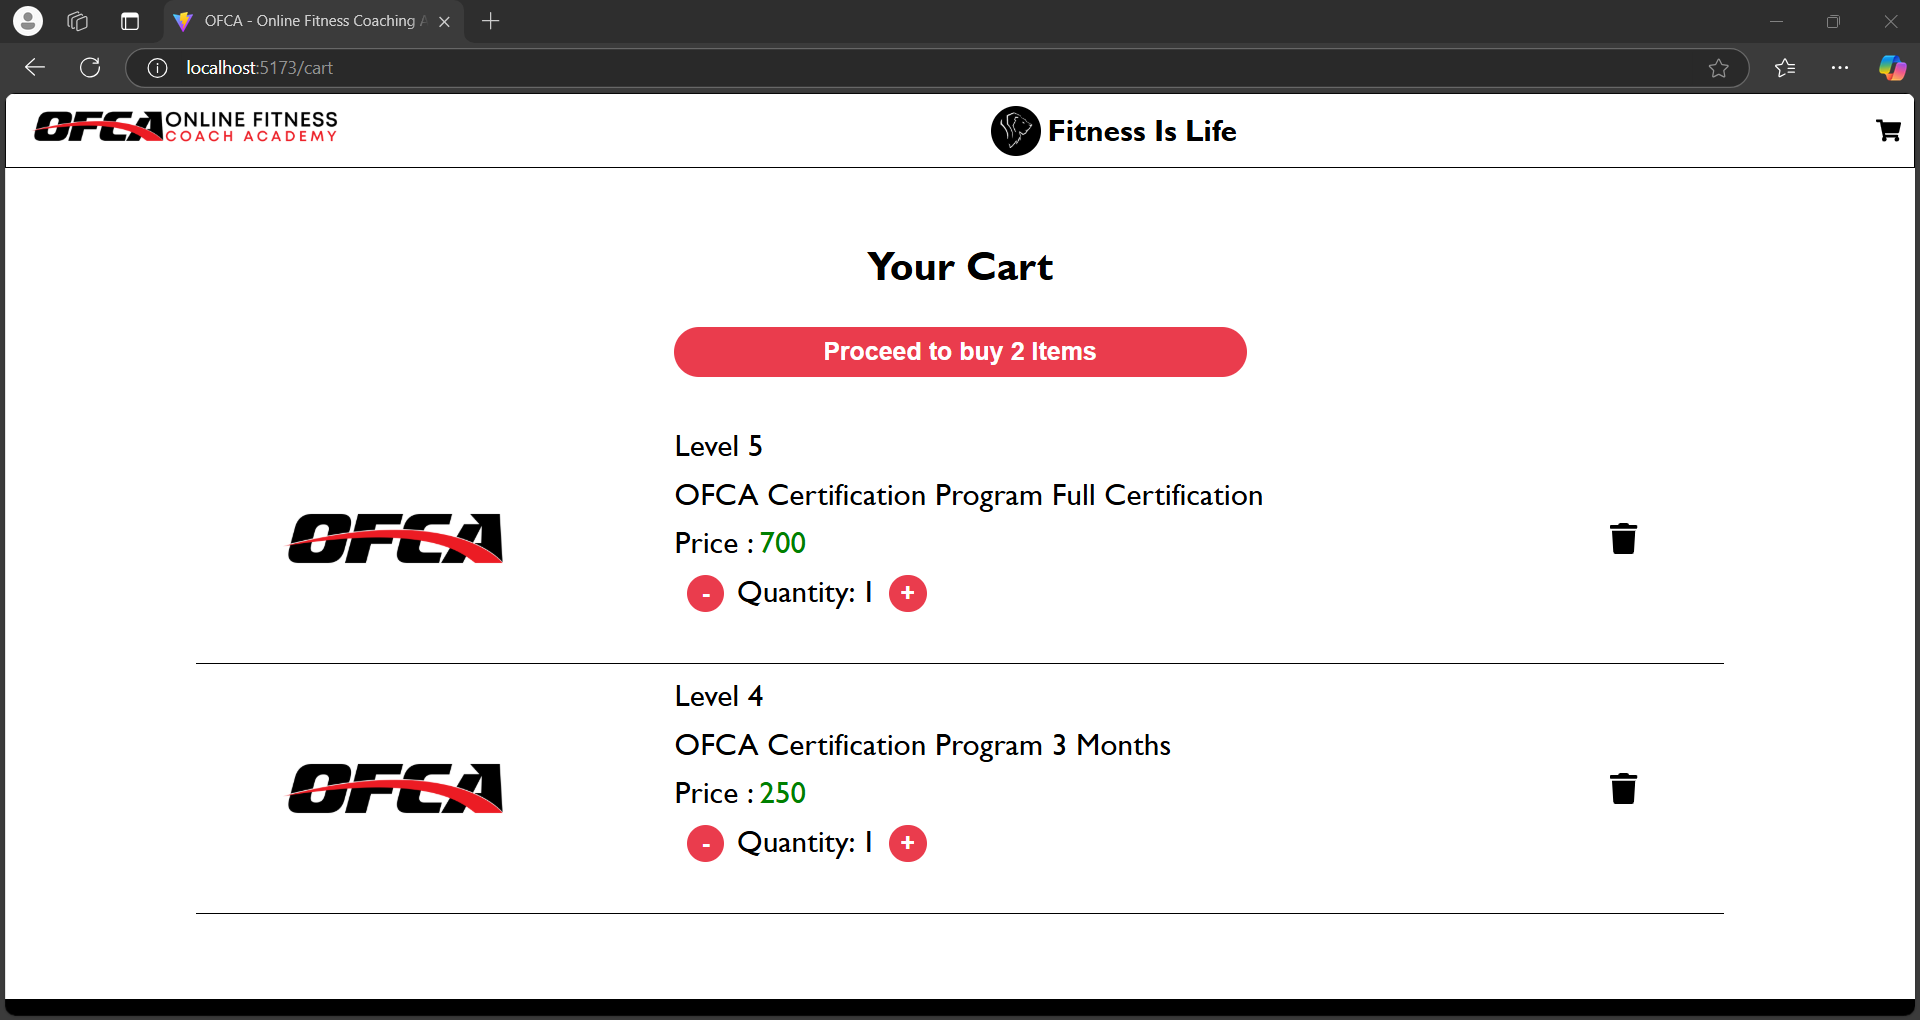 OFCA - Online Fitness Coaching
localhost:5173/cart
OFCA ONLINE FITNESS
COACH ACADEMY
Fitness Is Life
Your Cart
Proceed to buy 2 Items
Level 5
OFCA Certification Program Full Certification
OFCA
Price : 700
- Quantity: 1 +
Level 4
OFCA Certification Program 3 Months
OFCA
Price : 250
- Quantity: 1 +